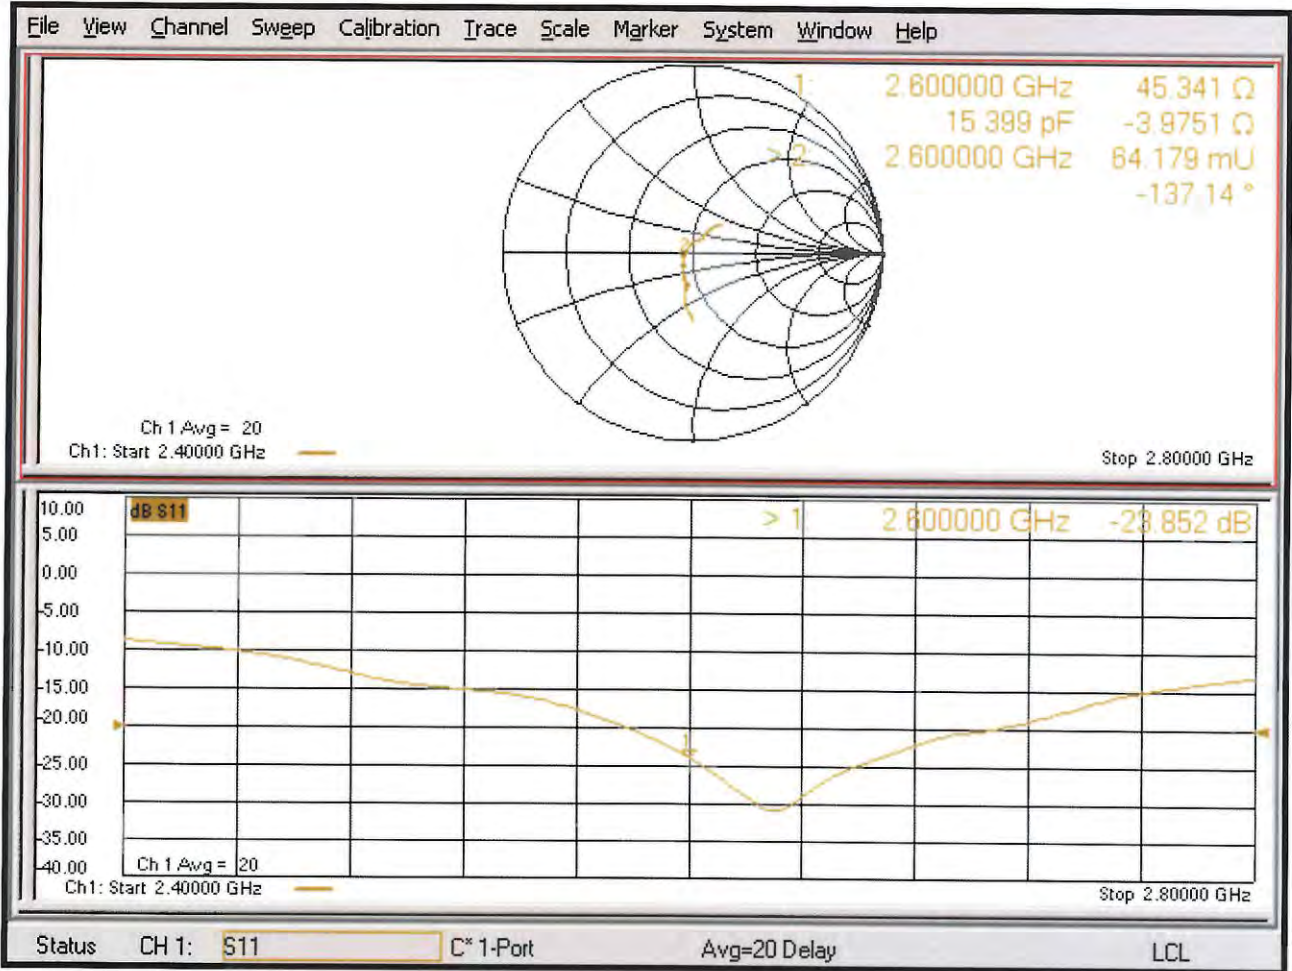 File View Channel Sweep Calibration Trace Scale Marker System Window Help
1: 2.600000 GHz 45.341 Ω
15.399 pF -3.9751 Ω
> 2: 2.600000 GHz 64.179 mU
-137.14 °
2
Ch 1 Avg = 20
Ch1: Start 2.40000 GHz
Stop 2.80000 GHz
10.00
dB S11
> 1: 2.600000 GHz -23.852 dB
5.00
0.00
-5.00
-10.00
-15.00
-20.00
1
-25.00
-30.00
-35.00
-40.00
Ch 1 Avg = 20
Ch1: Start 2.40000 GHz
Stop 2.80000 GHz
Status CH 1: S11 C* 1-Port Avg=20 Delay LCL